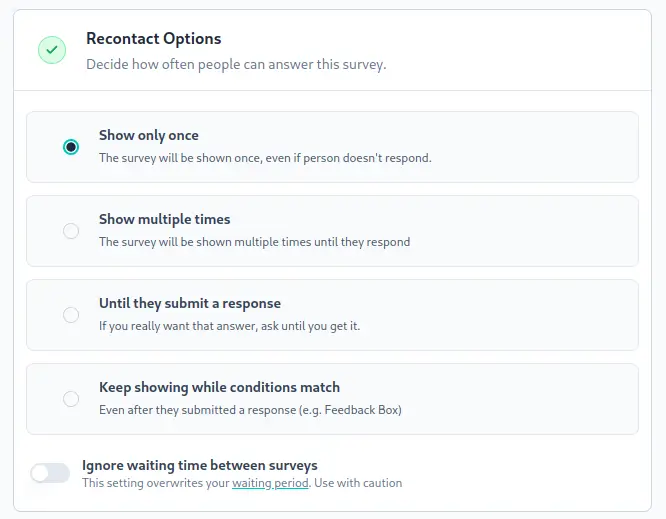 Recontact Options
Decide how often people can answer this survey.
Show only once
The survey will be shown once, even if person doesn't respond.
Show multiple times
The survey will be shown multiple times until they respond
Until they submit a response
If you really want that answer, ask until you get it.
Keep showing while conditions match
Even after they submitted a response (e.g. Feedback Box)
Ignore waiting time between surveys
This setting overwrites your waiting period. Use with caution